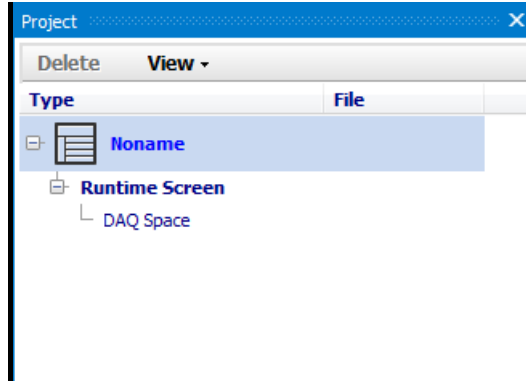 Project
Delete View
Type File
Noname
Runtime Screen
DAQ Space